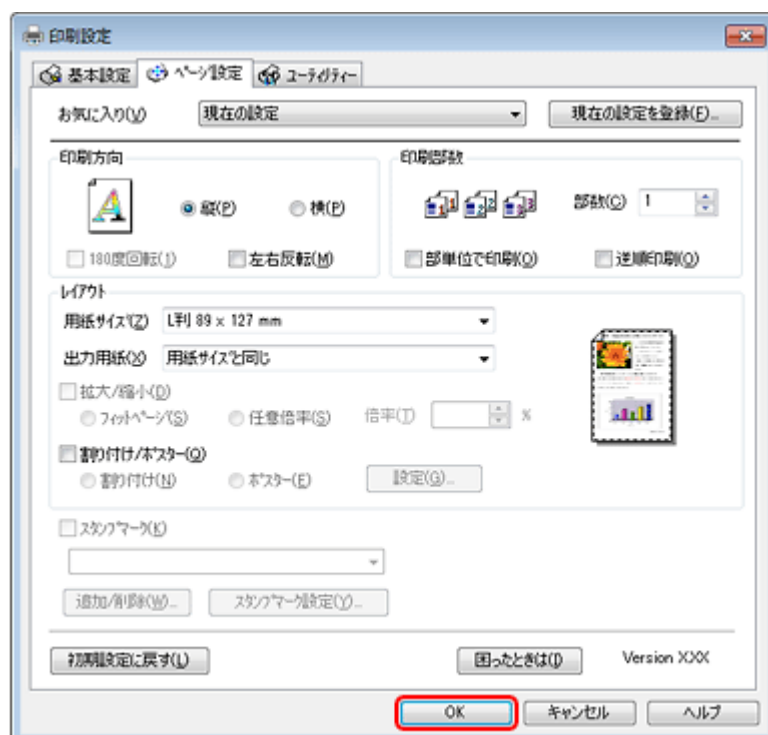 印刷設定
基本設定 ページ設定 ユーティリティー
お気に入り(V) 現在の設定 現在の設定を登録(F)...
印刷方向 印刷部数
縦(P) 横(P) 部数(C) 1
180度回転(1) 左右反転(M) 部単位で印刷(O) 逆順印刷(O)
レイアウト
用紙サイズ(Z) L判 89 x 127 mm
出力用紙(X) 用紙サイズと同じ
拡大/縮小(D)
フィットページ(S) 任意倍率(S) 倍率(T) %
割り付け/ポスター(Q)
割り付け(N) ポスター(E) 設定(G)...
スタンプマーク(K)
追加/削除(W)... スタンプマーク設定(Y)...
初期設定に戻す(L) 困ったときは(I) Version XXX
OK キャンセル ヘルプ